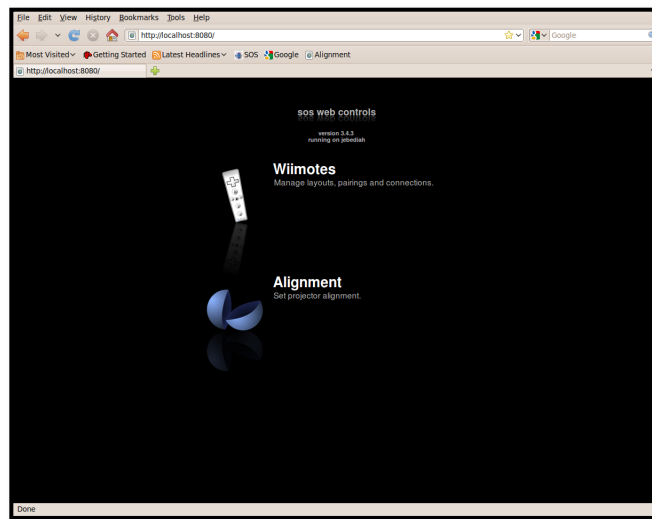 File Edit View History Bookmarks Tools Help
http://localhost:8080/
Google
Most Visited Getting Started Latest Headlines SOS Google Alignment
http://localhost:8080/
sos web controls
version 3.4.3
running on jebediah
Wiimotes
Manage layouts, pairings and connections.
Alignment
Set projector alignment.
Done